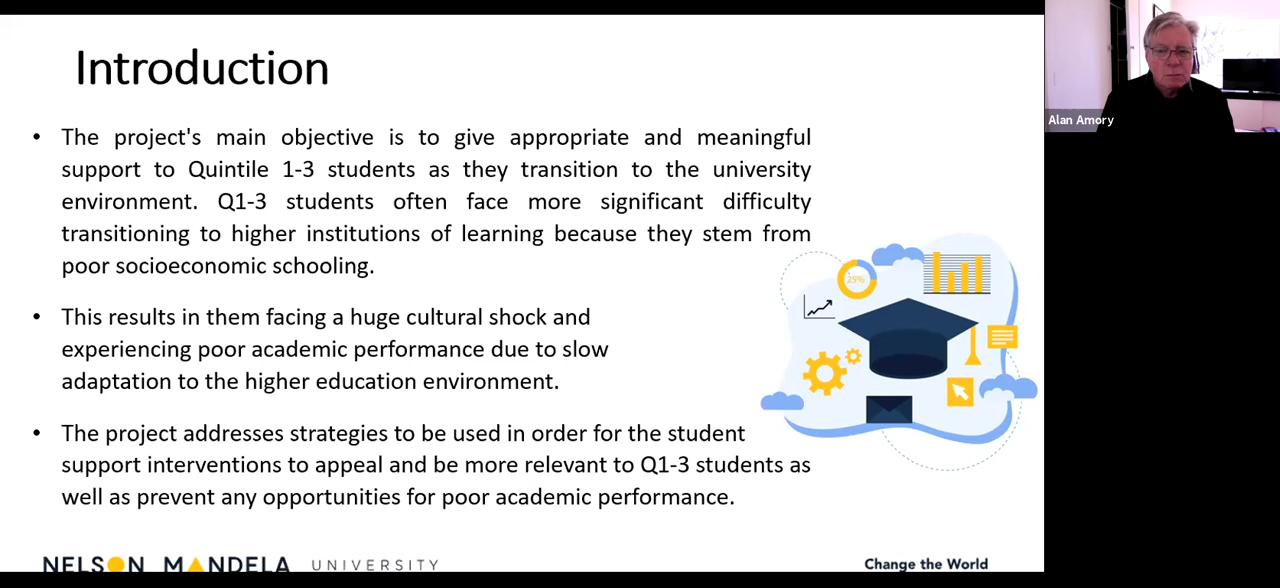 Introduction
• The project's main objective is to give appropriate and meaningful
support to Quintile 1-3 students as they transition to the university
environment. Q1-3 students often face more significant difficulty
transitioning to higher institutions of learning because they stem from
poor socioeconomic schooling.
• This results in them facing a huge cultural shock and
experiencing poor academic performance due to slow
adaptation to the higher education environment.
• The project addresses strategies to be used in order for the student
support interventions to appeal and be more relevant to Q1-3 students as
well as prevent any opportunities for poor academic performance.
25%
NELSON MANDELA UNIVERSITY
Change the World
Alan Amory